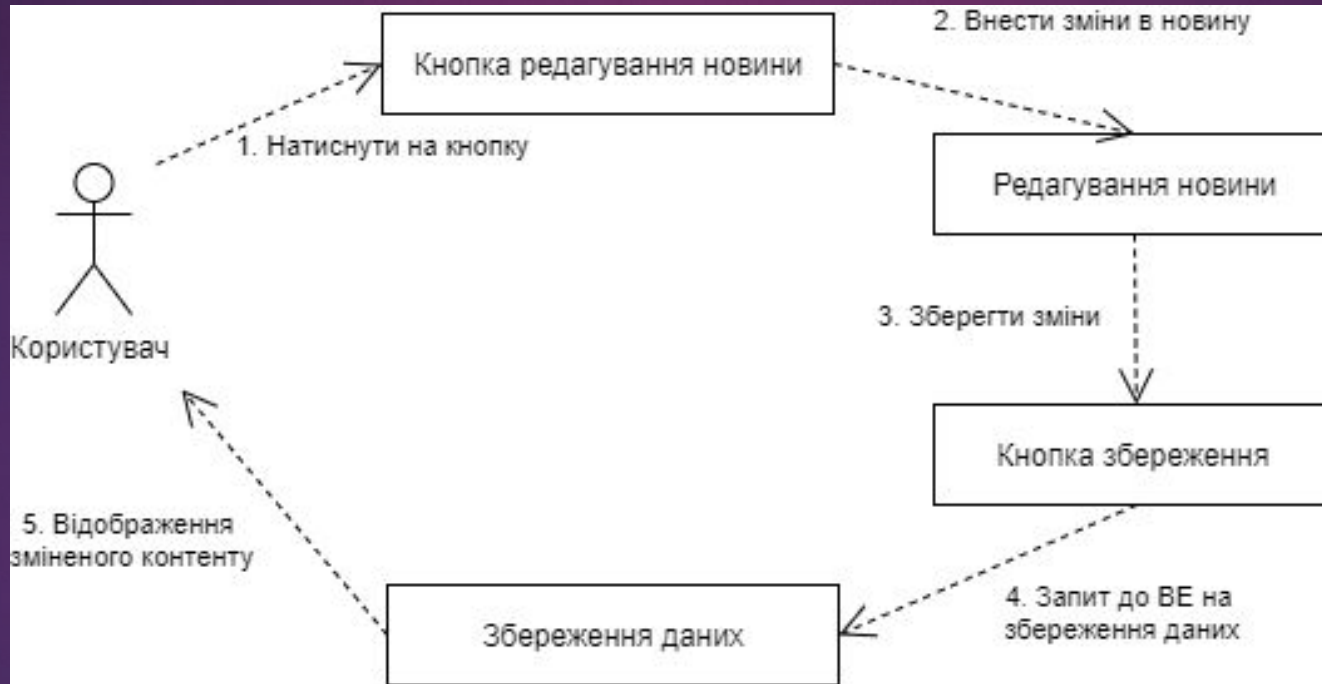 2. Внести зміни в новину
Кнопка редагування новини
1. Натиснути на кнопку
Редагування новини
3. Зберегти зміни
Користувач
Кнопка збереження
5. Відображення
зміненого контенту
4. Запит до BE на
збереження даних
Збереження даних